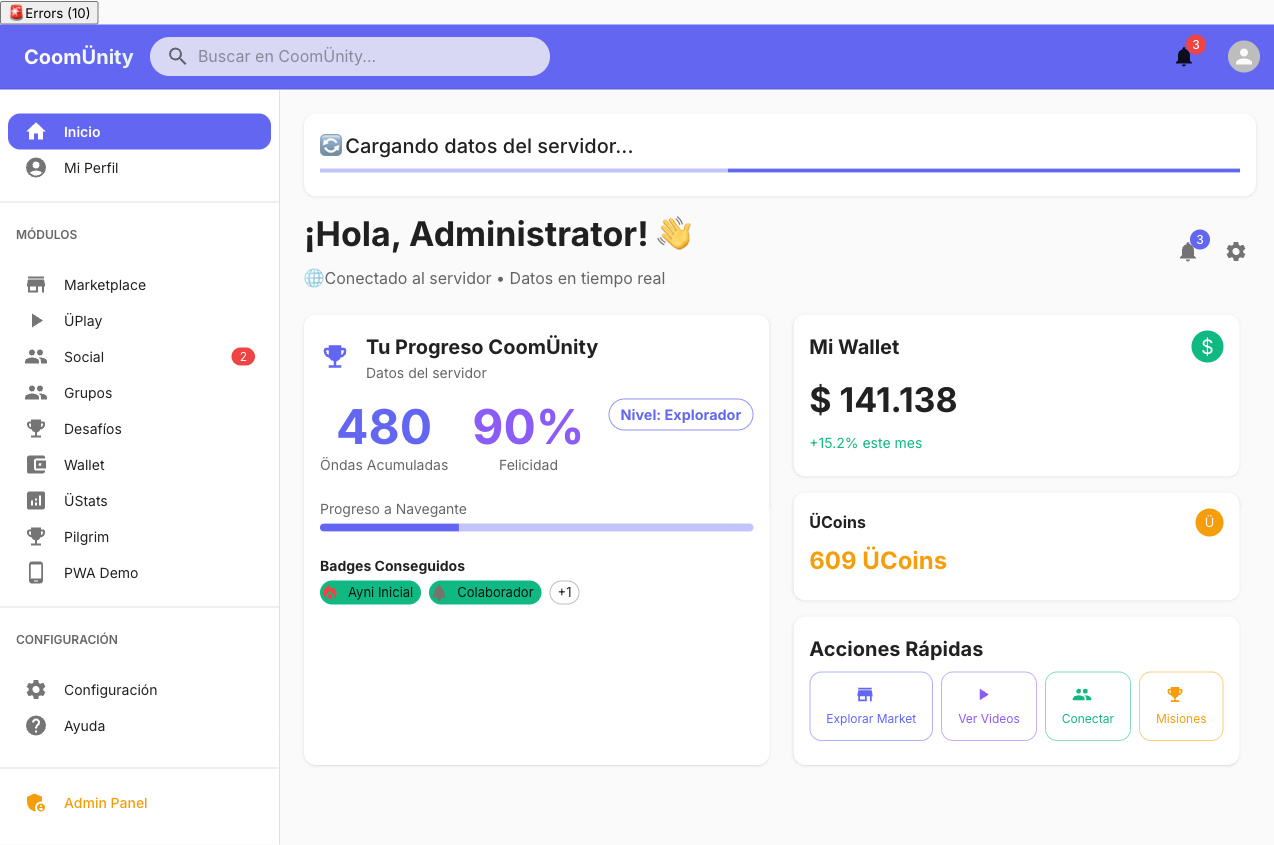 🚨Errors (10)
CoomÜnity
Buscar en CoomÜnity...
3
Inicio
Mi Perfil
MÓDULOS
Marketplace
ÜPlay
Social
2
Grupos
Desafíos
Wallet
ÜStats
Pilgrim
PWA Demo
CONFIGURACIÓN
Configuración
Ayuda
Admin Panel
🔄Cargando datos del servidor...
¡Hola, Administrator! 👋
🌐Conectado al servidor • Datos en tiempo real
3
Tu Progreso CoomÜnity
Datos del servidor
480
Öndas Acumuladas
90%
Felicidad
Nivel: Explorador
Progreso a Navegante
Badges Conseguidos
Ayni Inicial
Colaborador
+1
Mi Wallet
$
$ 141.138
+15.2% este mes
ÜCoins
Ü
609 ÜCoins
Acciones Rápidas
Explorar Market
Ver Videos
Conectar
Misiones